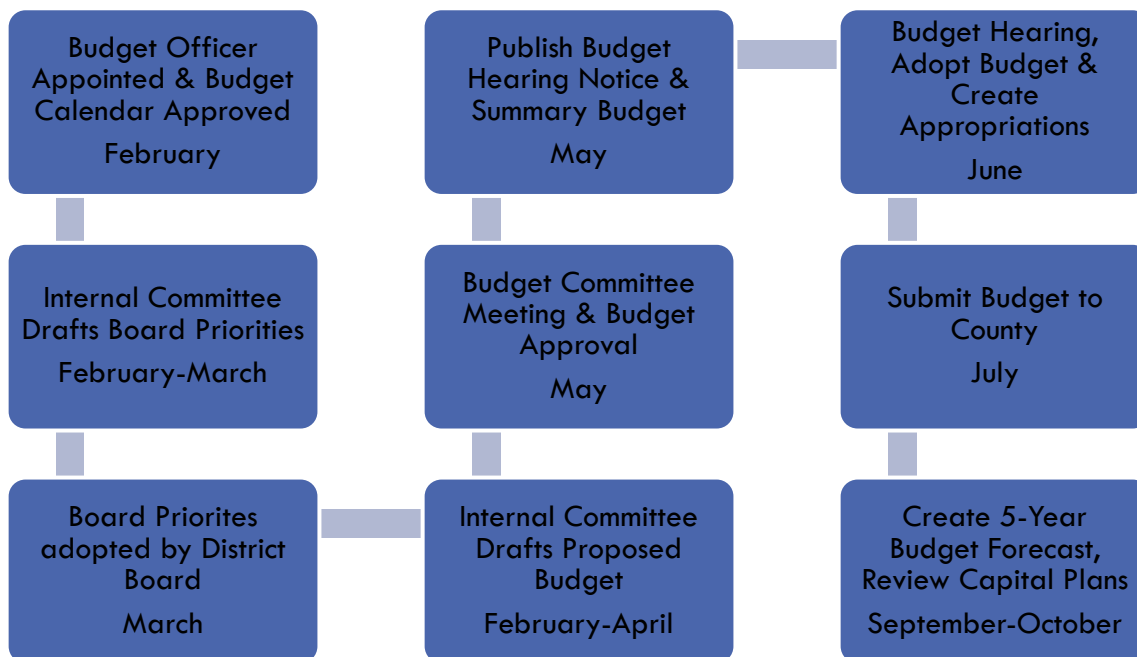 Budget Officer
Appointed & Budget
Calendar Approved
February
Internal Committee
Drafts Board Priorities
February-March
Board Priorites
adopted by District
Board
March
Internal Committee
Drafts Proposed
Budget
February-April
Budget Committee
Meeting & Budget
Approval
May
Publish Budget
Hearing Notice &
Summary Budget
May
Budget Hearing,
Adopt Budget &
Create
Appropriations
June
Submit Budget to
County
July
Create 5-Year
Budget Forecast,
Review Capital Plans
September-October